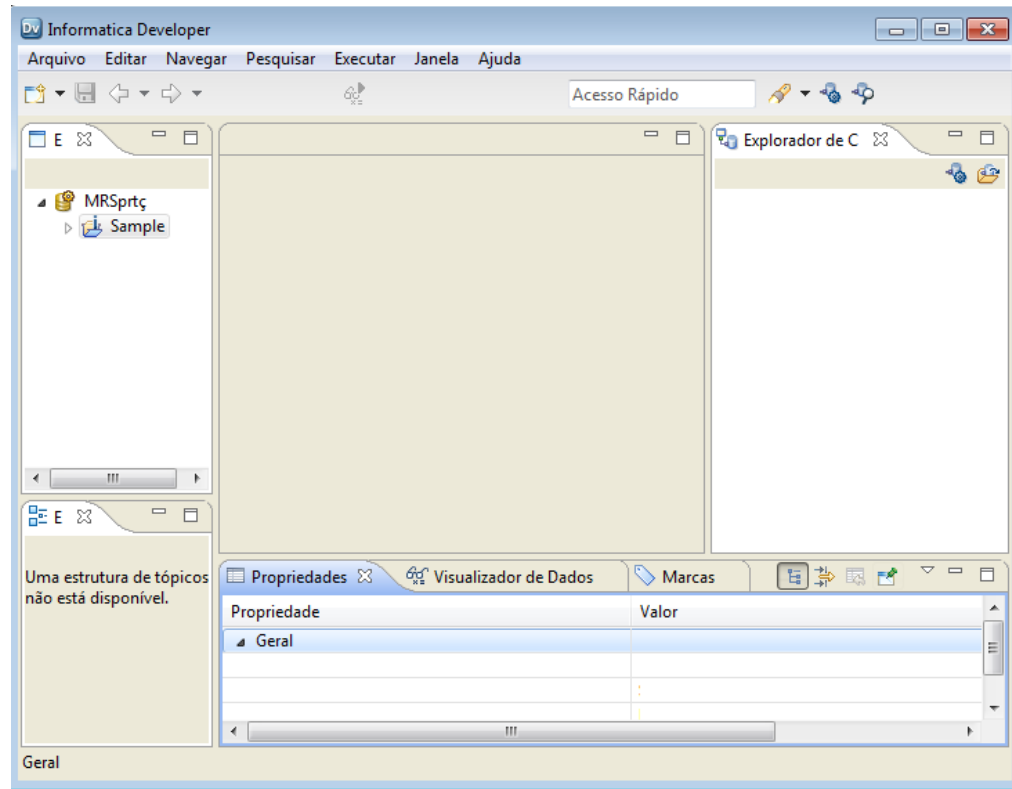 Dv Informatica Developer
Arquivo Editar Navegar Pesquisar Executar Janela Ajuda
Acesso Rápido
E
Explorador de C
MRSprtç
Sample
E
Uma estrutura de tópicos
não está disponível.
Propriedades Visualizador de Dados Marcas
Propriedade Valor
Geral
Geral